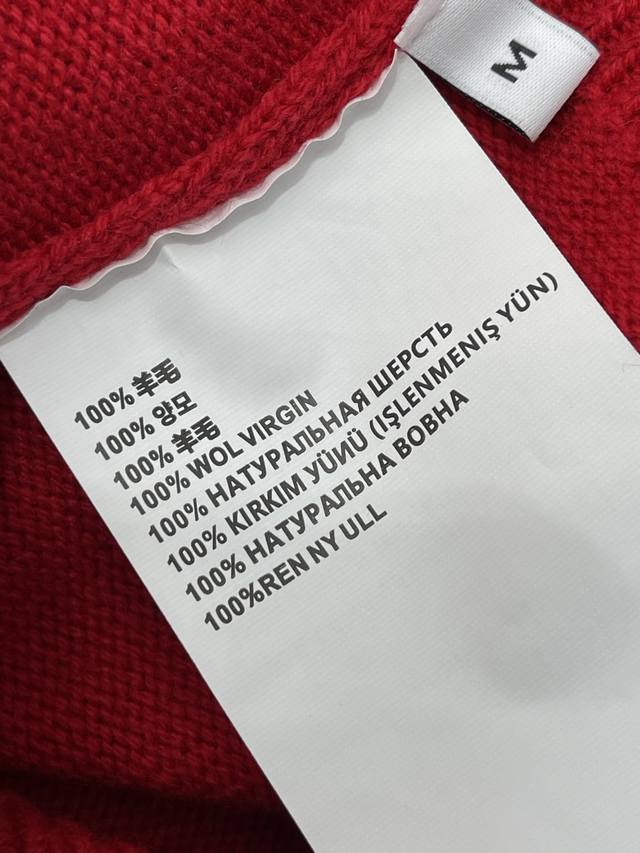 M
100% 羊毛
100% 양모
100% 羊毛
100% WOL VIRGIN
100% НАТУРАЛЬНАЯ ШЕРСТЬ
100% KIRKIM YÜИÜ (IŞLENMENIŞ YÜN)
100% НАТУРАЛЬНА ВОВНА
100%REN NY ULL